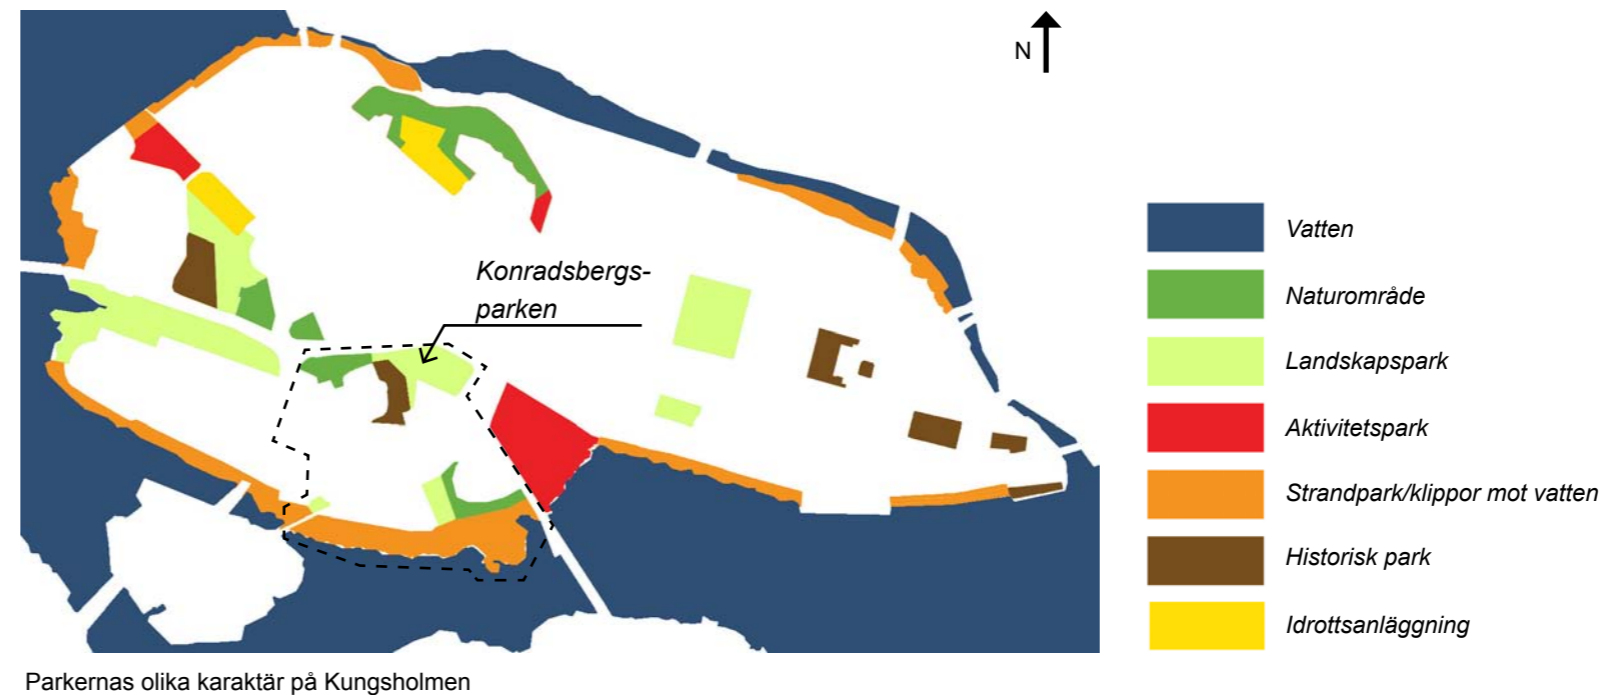 N
Konradsbergs-
parken
Vatten
Naturområde
Landskapspark
Aktivitetspark
Strandpark/klippor mot vatten
Historisk park
Idrottsanläggning
Parkernas olika karaktär på Kungsholmen